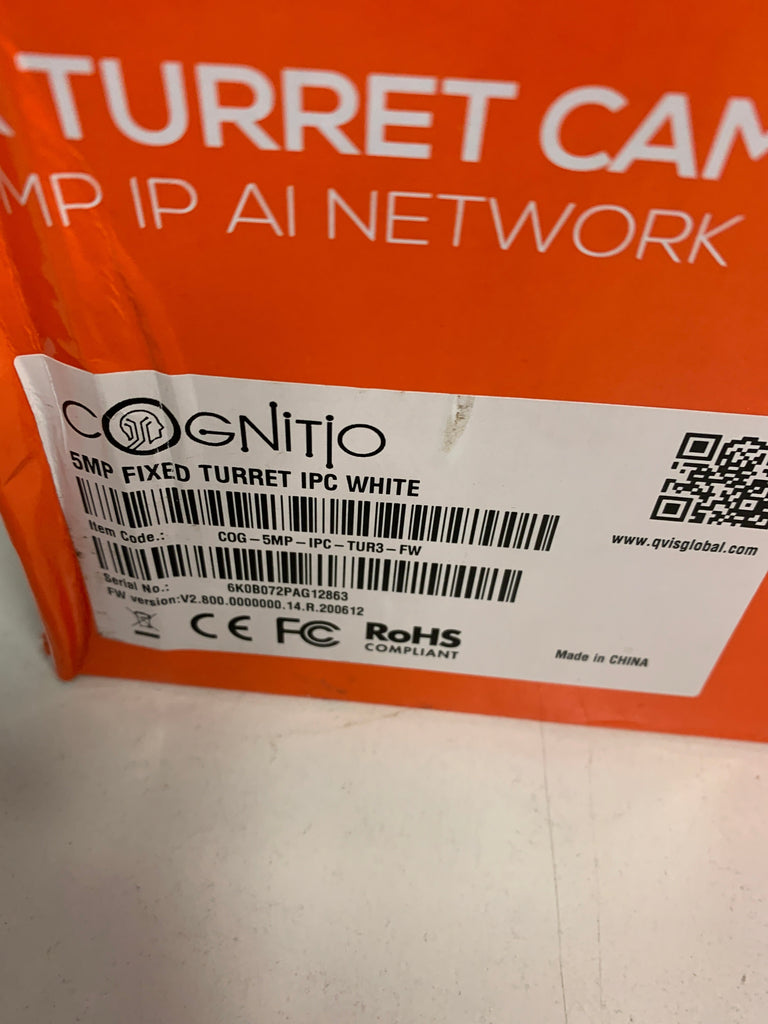 TURRET CAM
MP IP AI NETWORK
COGNITIO
5MP FIXED TURRET IPC WHITE
Item Code.: COG-5MP-IPC-TUR3-FW
Serial No.: 6K0B072PAG12863
FW version:V2.800.0000000.14.R.200612
CE FC RoHS
COMPLIANT
www.qvisglobal.com
Made in CHINA